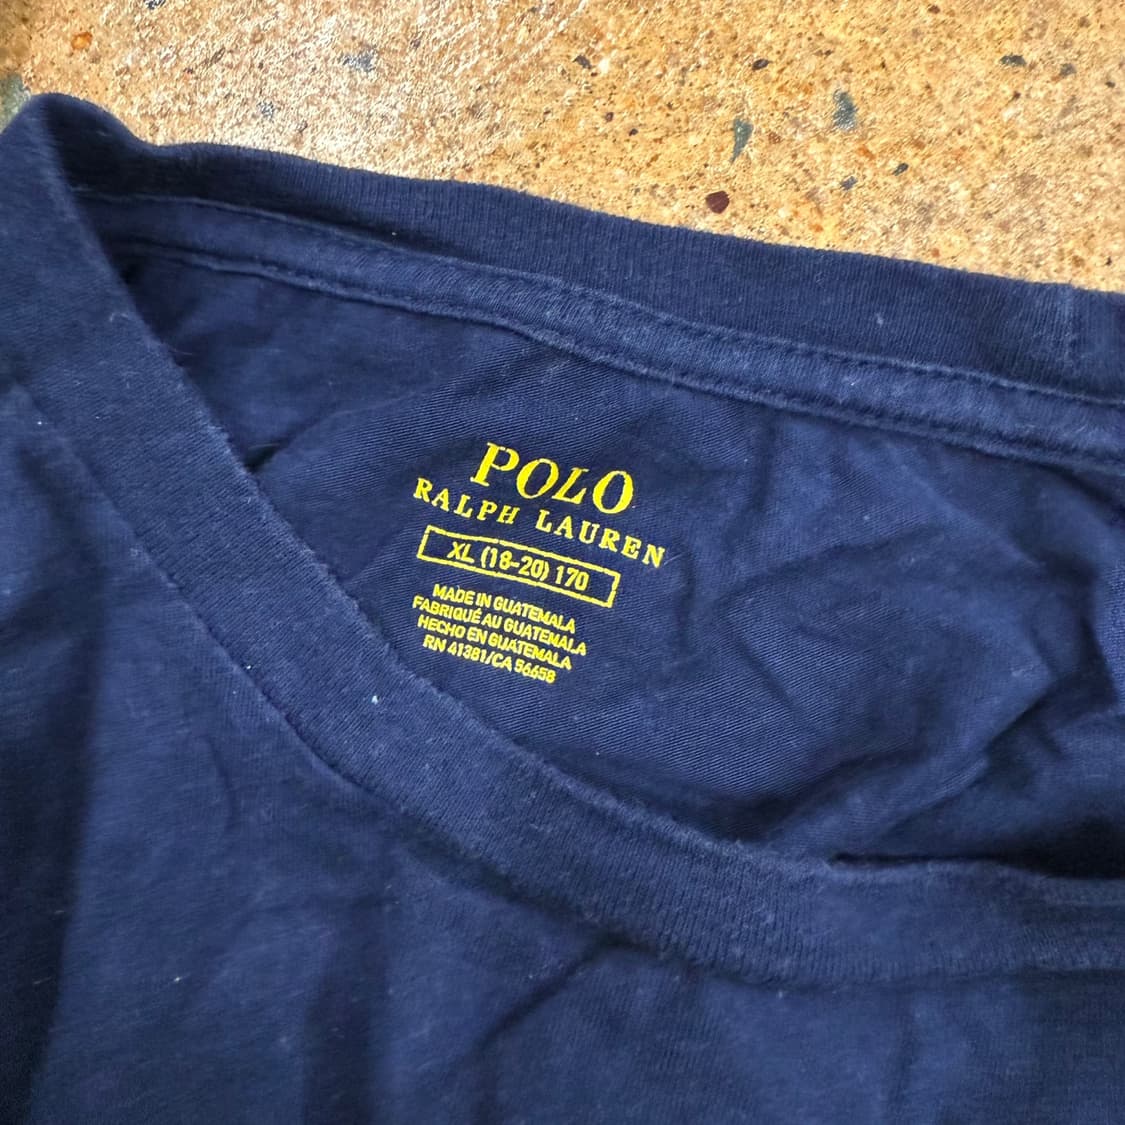 POLO
RALPH LAUREN
XL (18-20) 170
MADE IN GUATEMALA
FABRIQUÉ AU GUATEMALA
HECHO EN GUATEMALA
RN 41381/CA 56658